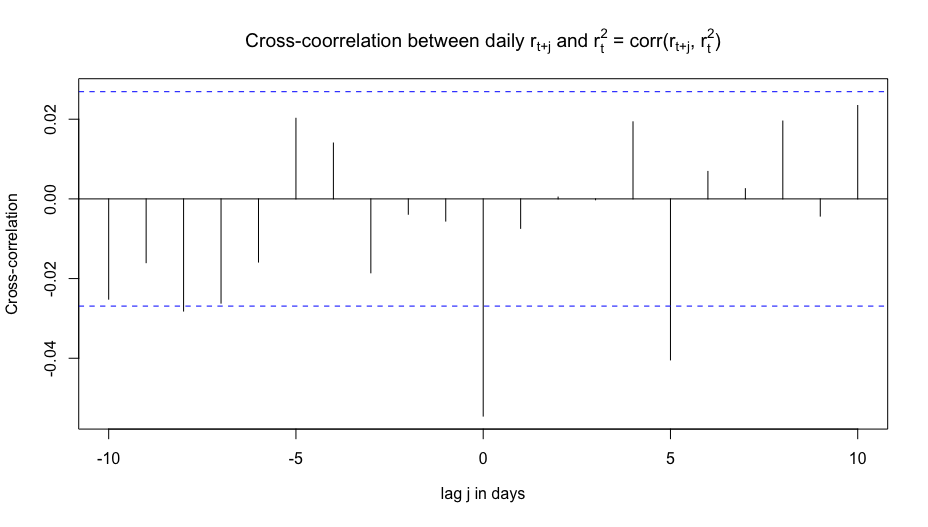 Cross-coorrelation between daily r_{t+j} and r_t^2 = corr(r_{t+j}, r_t^2)
Cross-correlation
0.02
0.00
-0.02
-0.04
-10 -5 0 5 10
lag j in days